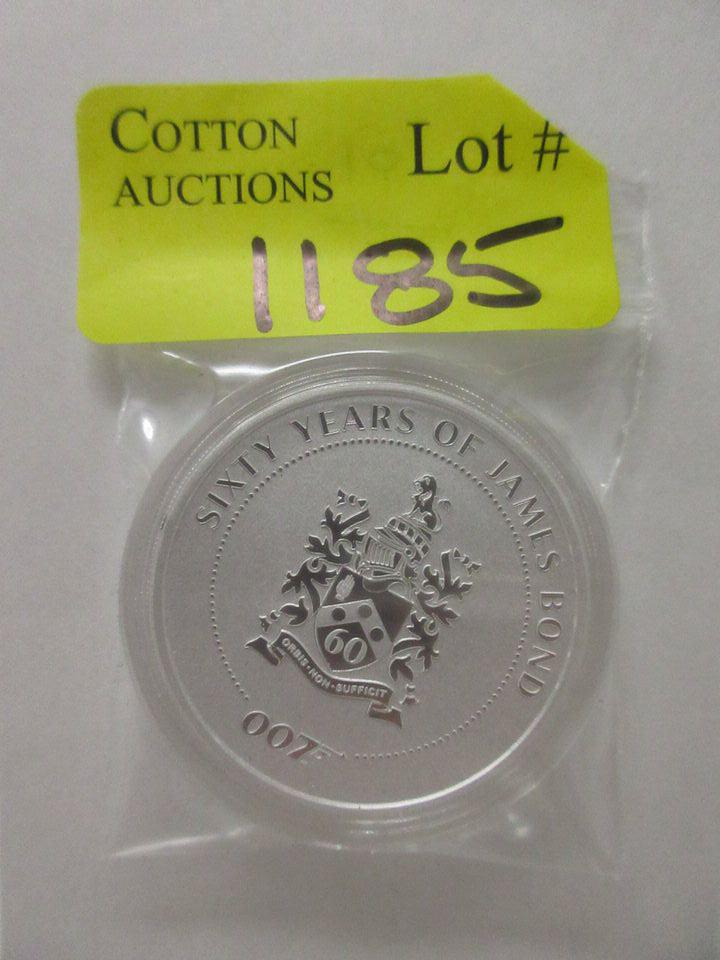 COTTON
AUCTIONS
Lot #
1185
SIXTY YEARS OF JAMES BOND
60
ORBIS·NON·SUFFICIT
007